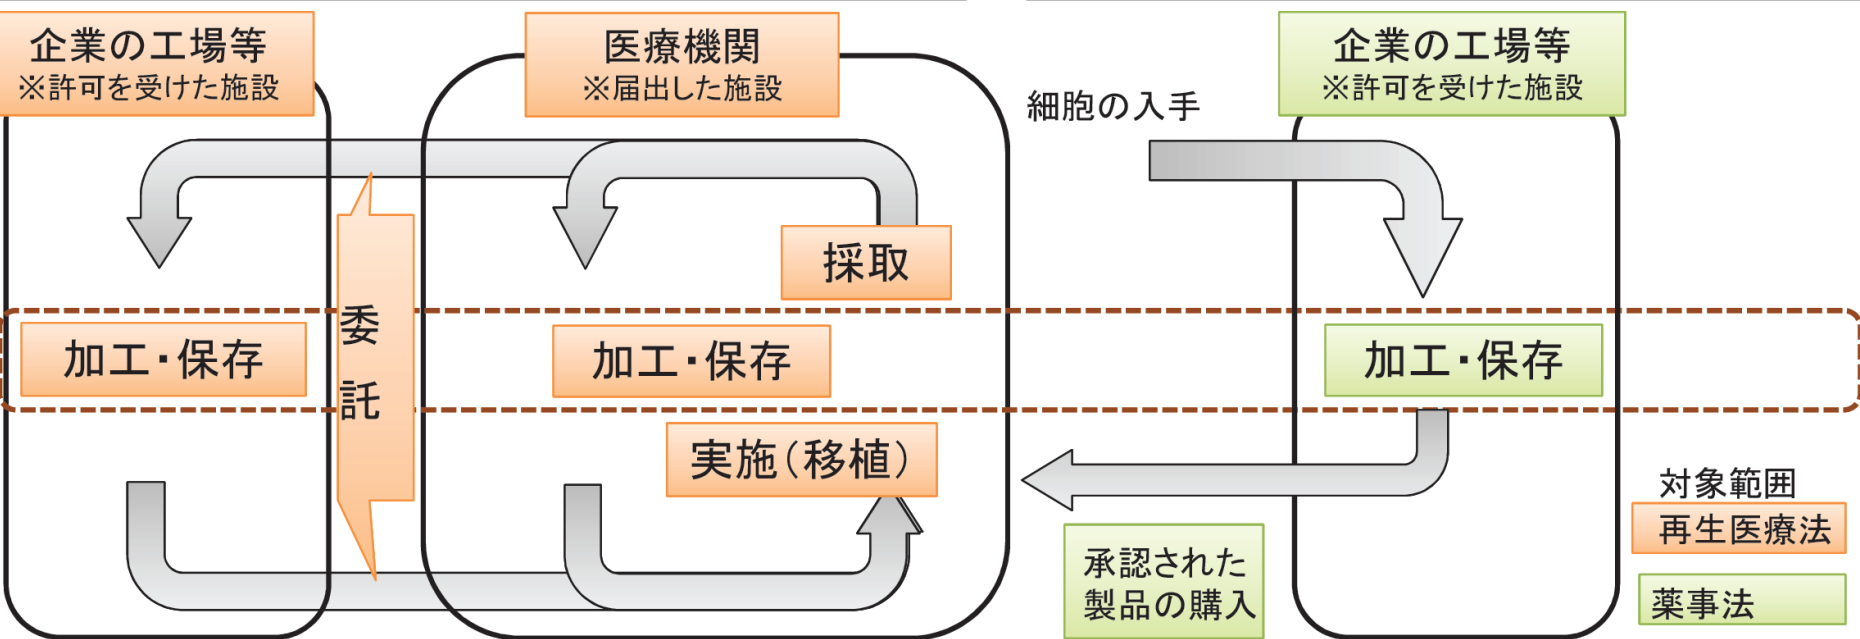 企業の工場等
※許可を受けた施設
医療機関
※届出した施設
企業の工場等
※許可を受けた施設
細胞の入手
採取
委託
加工・保存
加工・保存
加工・保存
実施（移植）
承認された
製品の購入
対象範囲
再生医療法
薬事法